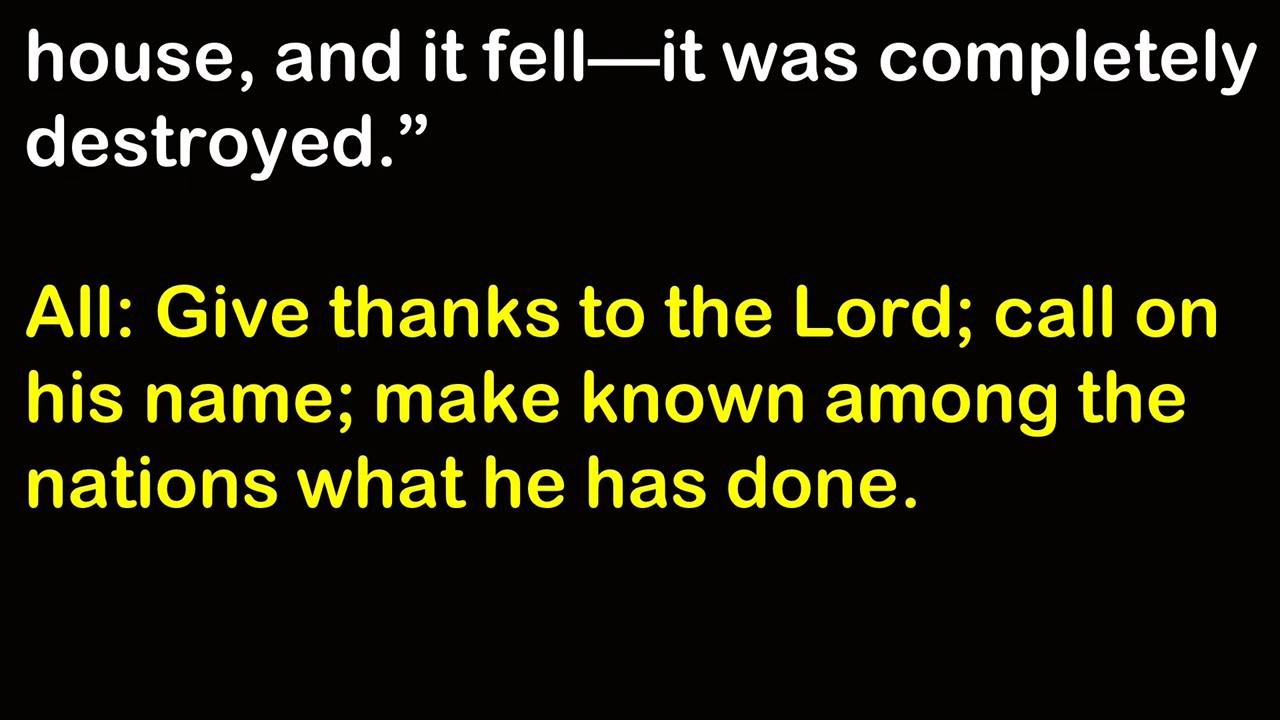 house, and it fell—it was completely
destroyed.”
All: Give thanks to the Lord; call on
his name; make known among the
nations what he has done.